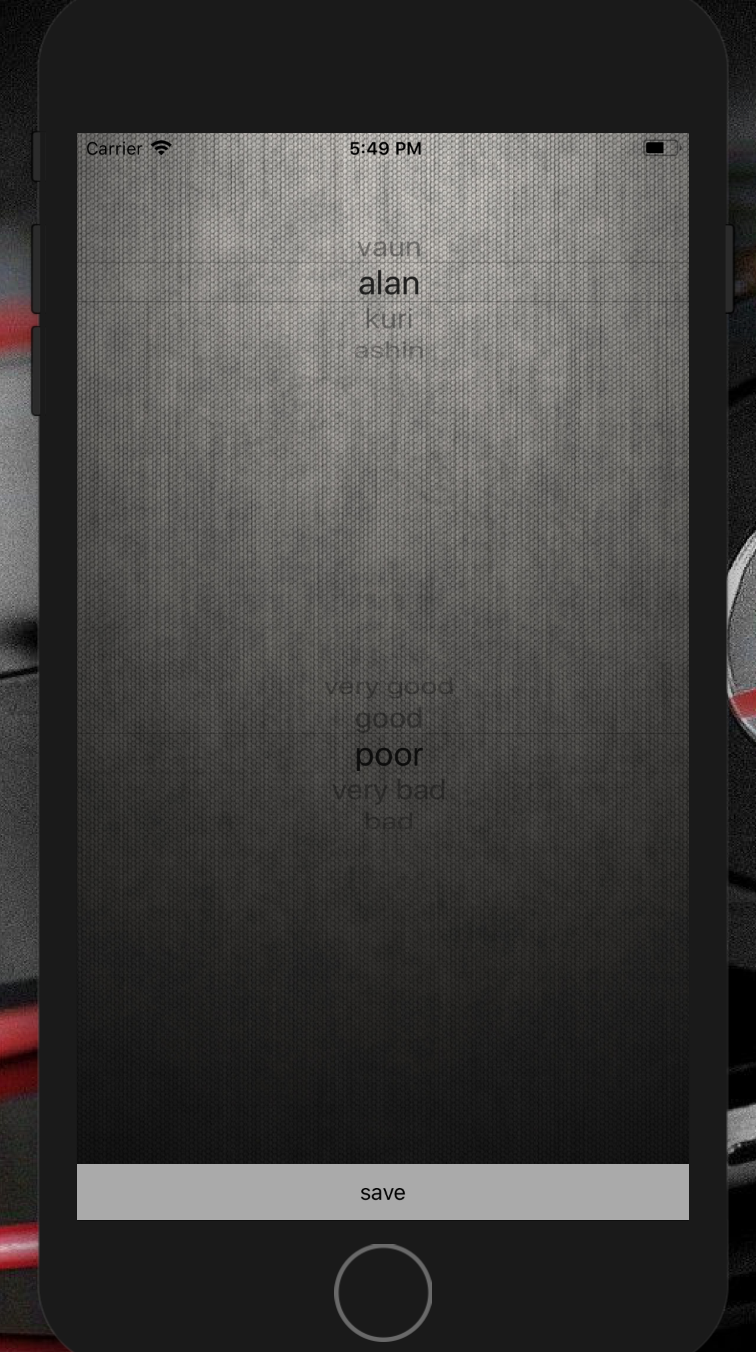 Carrier 5:49 PM
vaun
alan
kuri
ashin
very good
good
poor
very bad
bad
save